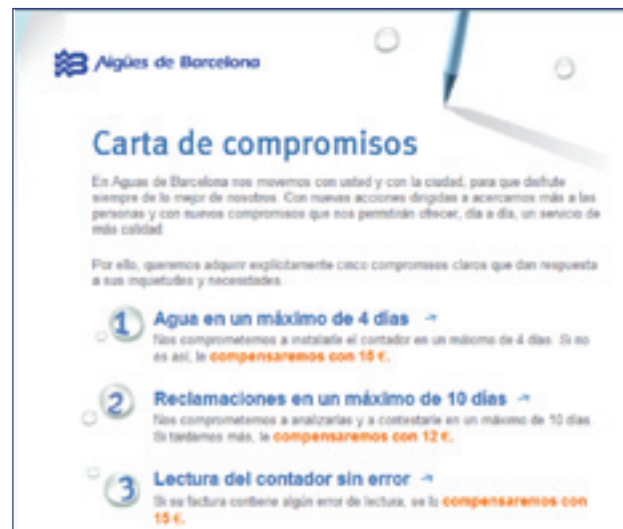 Aigües de Barcelona
Carta de compromisos
En Aguas de Barcelona nos movemos con usted y con la ciudad, para que disfrute
siempre de lo mejor de nosotros. Con nuevas acciones dirigidas a acercarnos más a las
personas y con nuevos compromisos que nos permitirán ofrecer, día a día, un servicio de
más calidad.
Por ello, queremos adquirir explícitamente cinco compromisos claros que dan respuesta
a sus inquietudes y necesidades.
1 Agua en un máximo de 4 días →
Nos comprometemos a instalarle el contador en un máximo de 4 días. Si no
es así, le compensaremos con 15 €.
2 Reclamaciones en un máximo de 10 días →
Nos comprometemos a analizarlas y a contestarle en un máximo de 10 días.
Si tardamos más, le compensaremos con 12 €.
3 Lectura del contador sin error →
Si su factura contiene algún error de lectura, se lo compensaremos con
15 €.